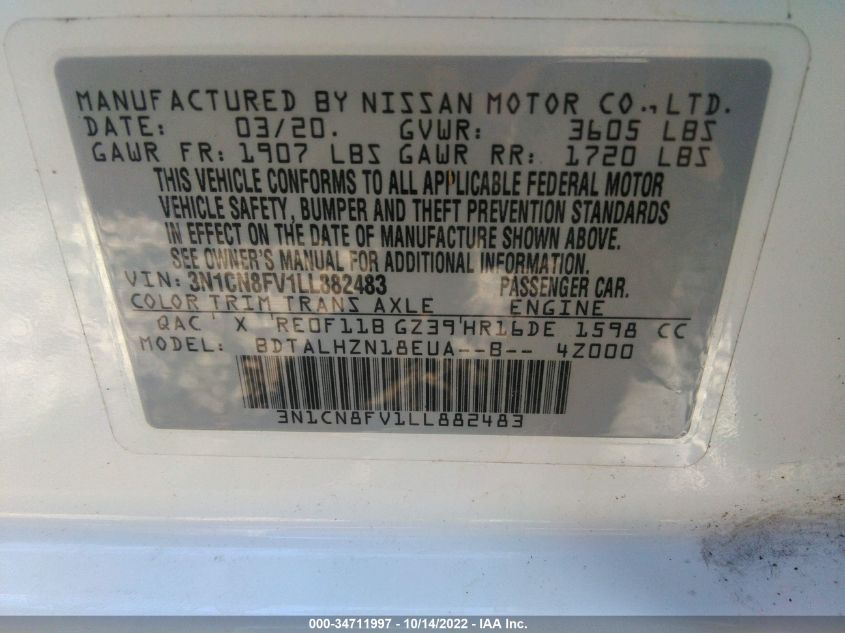 MANUFACTURED BY NISSAN MOTOR CO.,LTD.
DATE: 03/20. GVWR: 3605 LBS
GAWR FR: 1907 LBS GAWR RR: 1720 LBS
THIS VEHICLE CONFORMS TO ALL APPLICABLE FEDERAL MOTOR
VEHICLE SAFETY, BUMPER AND THEFT PREVENTION STANDARDS
IN EFFECT ON THE DATE OF MANUFACTURE SHOWN ABOVE.
SEE OWNER'S MANUAL FOR ADDITIONAL INFORMATION.
VIN: 3N1CN8FV1LL882483 PASSENGER CAR.
COLOR TRIM TRANS AXLE ENGINE
QAC X RE0F11B GZ39 HR16DE 1598 CC
MODEL: BDTALHZN18EUA--B-- 4Z000
3N1CN8FV1LL882483
000-34711997 - 10/14/2022 - IAA Inc.